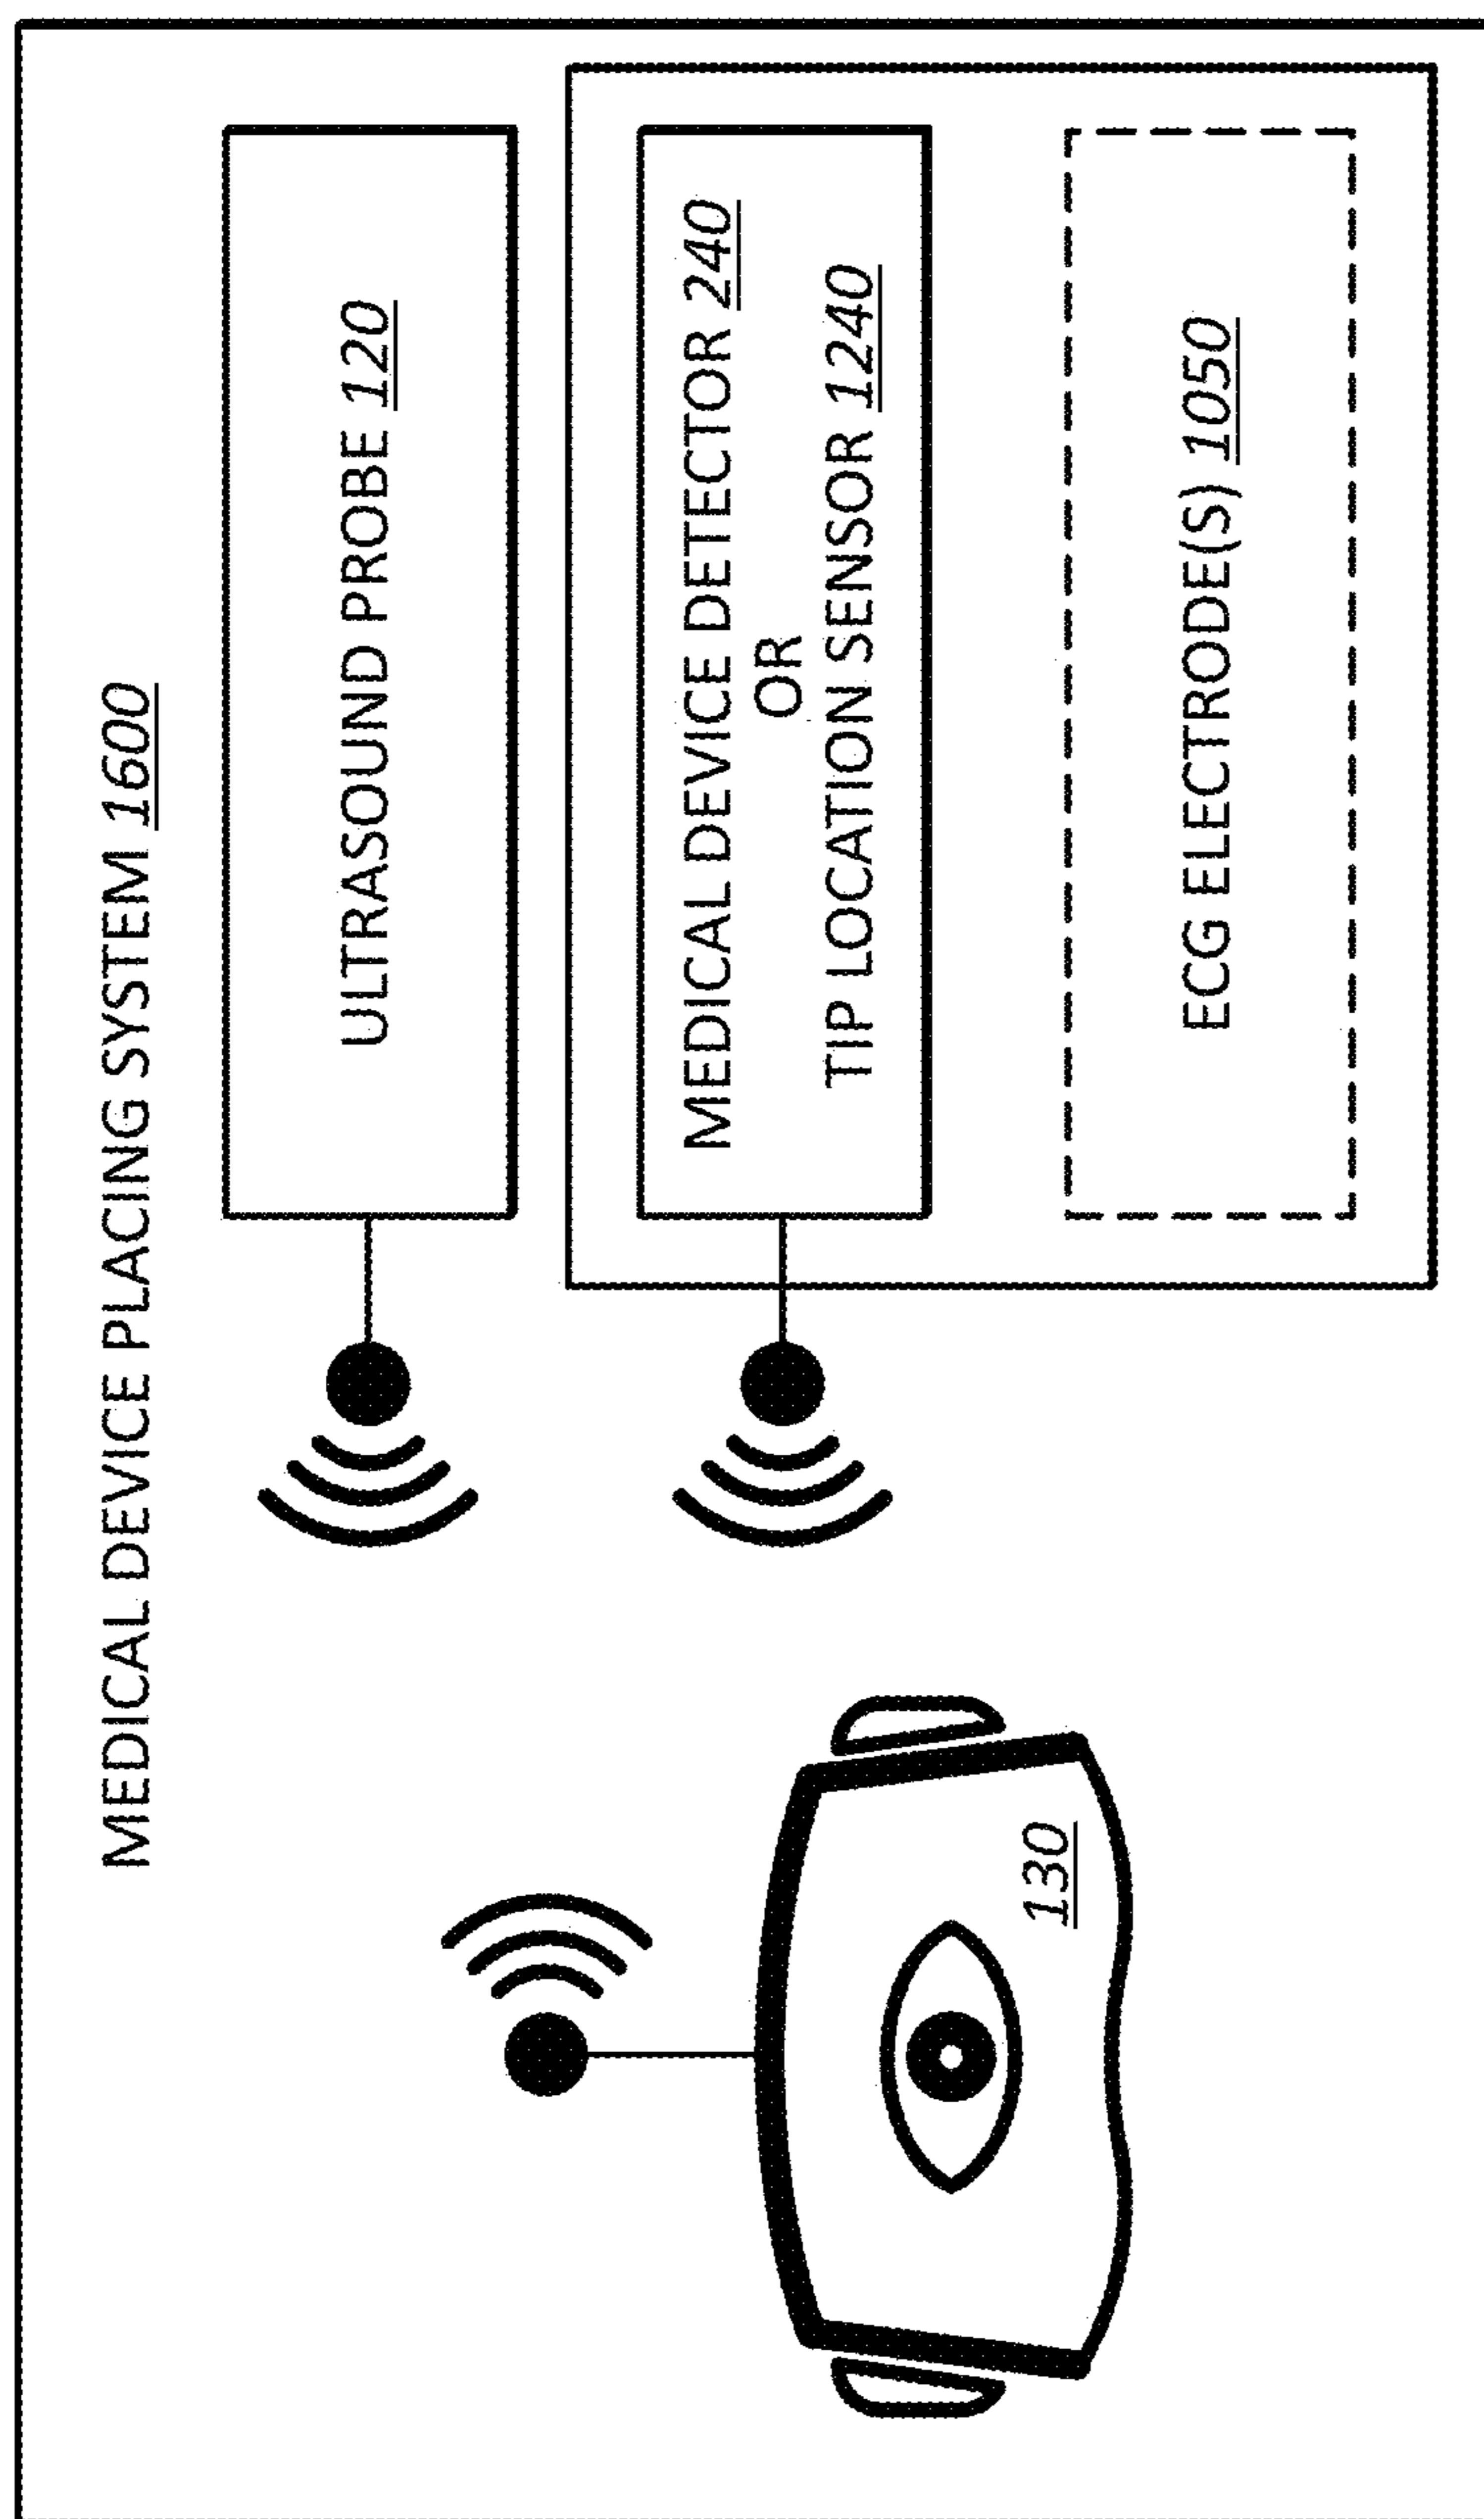 MEDICAL DEVICE PLACING SYSTEM 1600
ULTRASOUND PROBE 120
MEDICAL DEVICE DETECTOR 240
OR
TIP LOCATION SENSOR 1240
ECG ELECTRODE(S) 1050
130